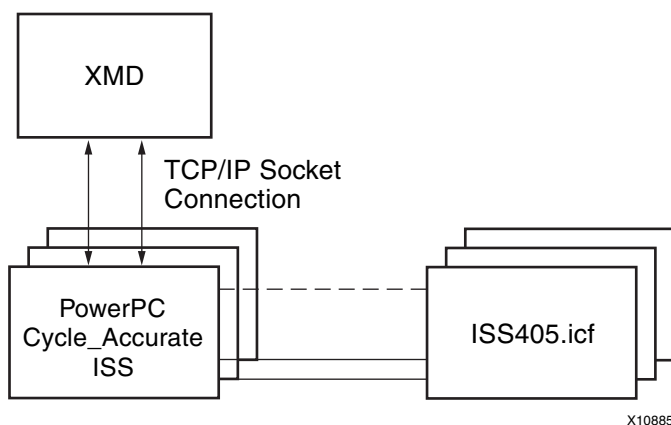 XMD
TCP/IP Socket
Connection
PowerPC
Cycle_Accurate
ISS
ISS405.icf
X10885